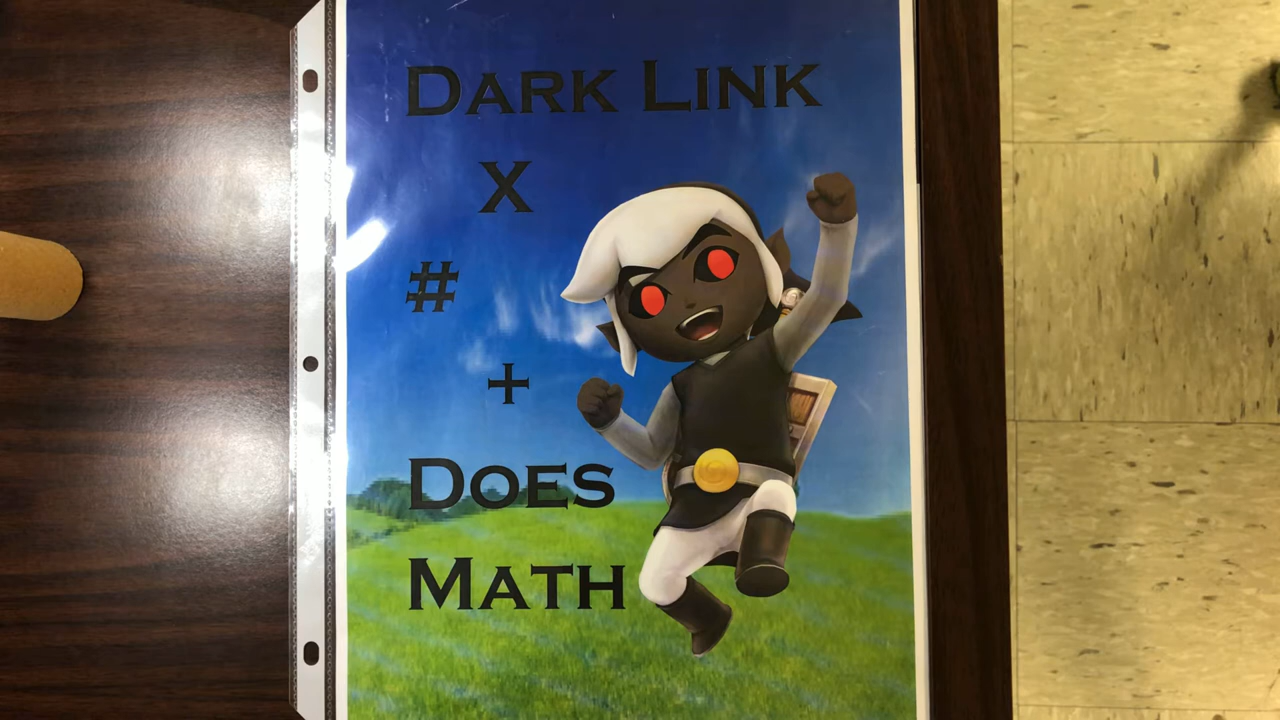 Dark Link
X
#
+
Does
Math